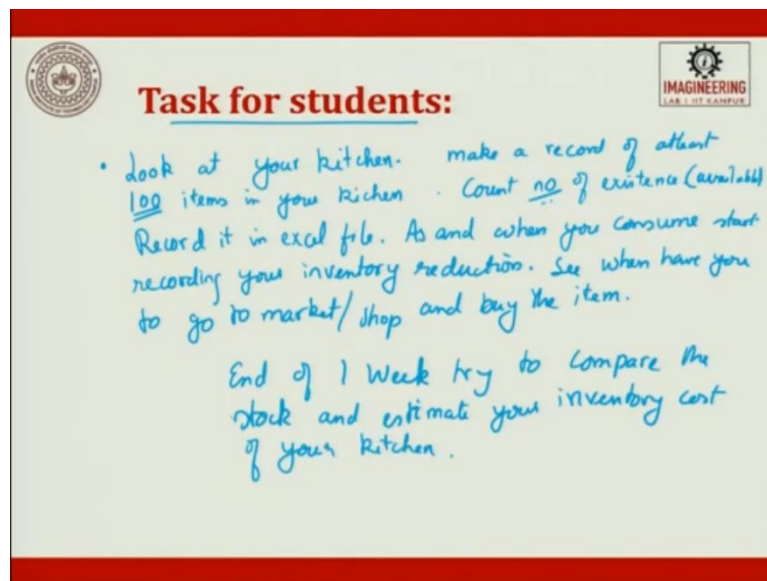 IMAGINEERING
LAB | IIT KANPUR
Task for students:
• Look at your kitchen. make a record of atleast
100 items in your kichen. Count no of existence (available)
Record it in excel file. As and when you consume start
recording your inventory reduction. See when have you
to go to market/shop and buy the item.
End of 1 Week try to compare the
stock and estimate your inventory cost
of your kitchen.